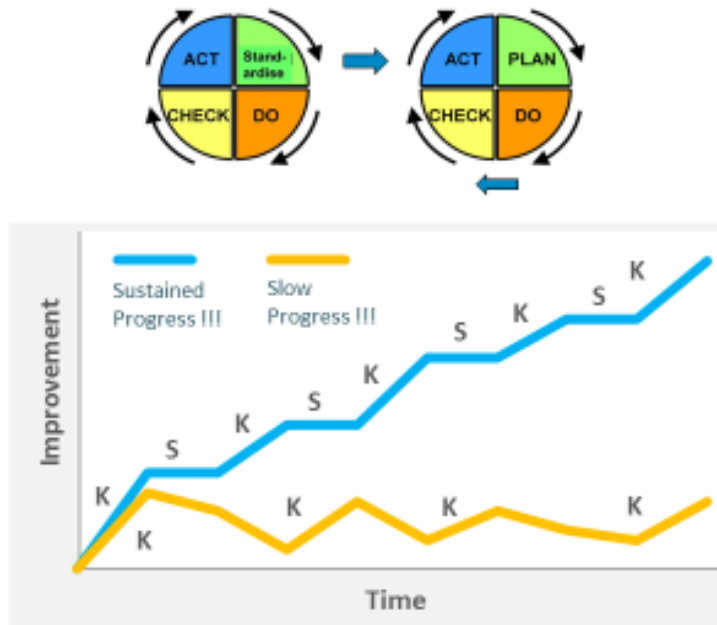 ACT
Stand-
ardise
CHECK
DO
ACT
PLAN
CHECK
DO
Sustained
Progress !!!
Slow
Progress !!!
Improvement
K
S
K
S
K
S
K
S
K
K
K
K
K
Time